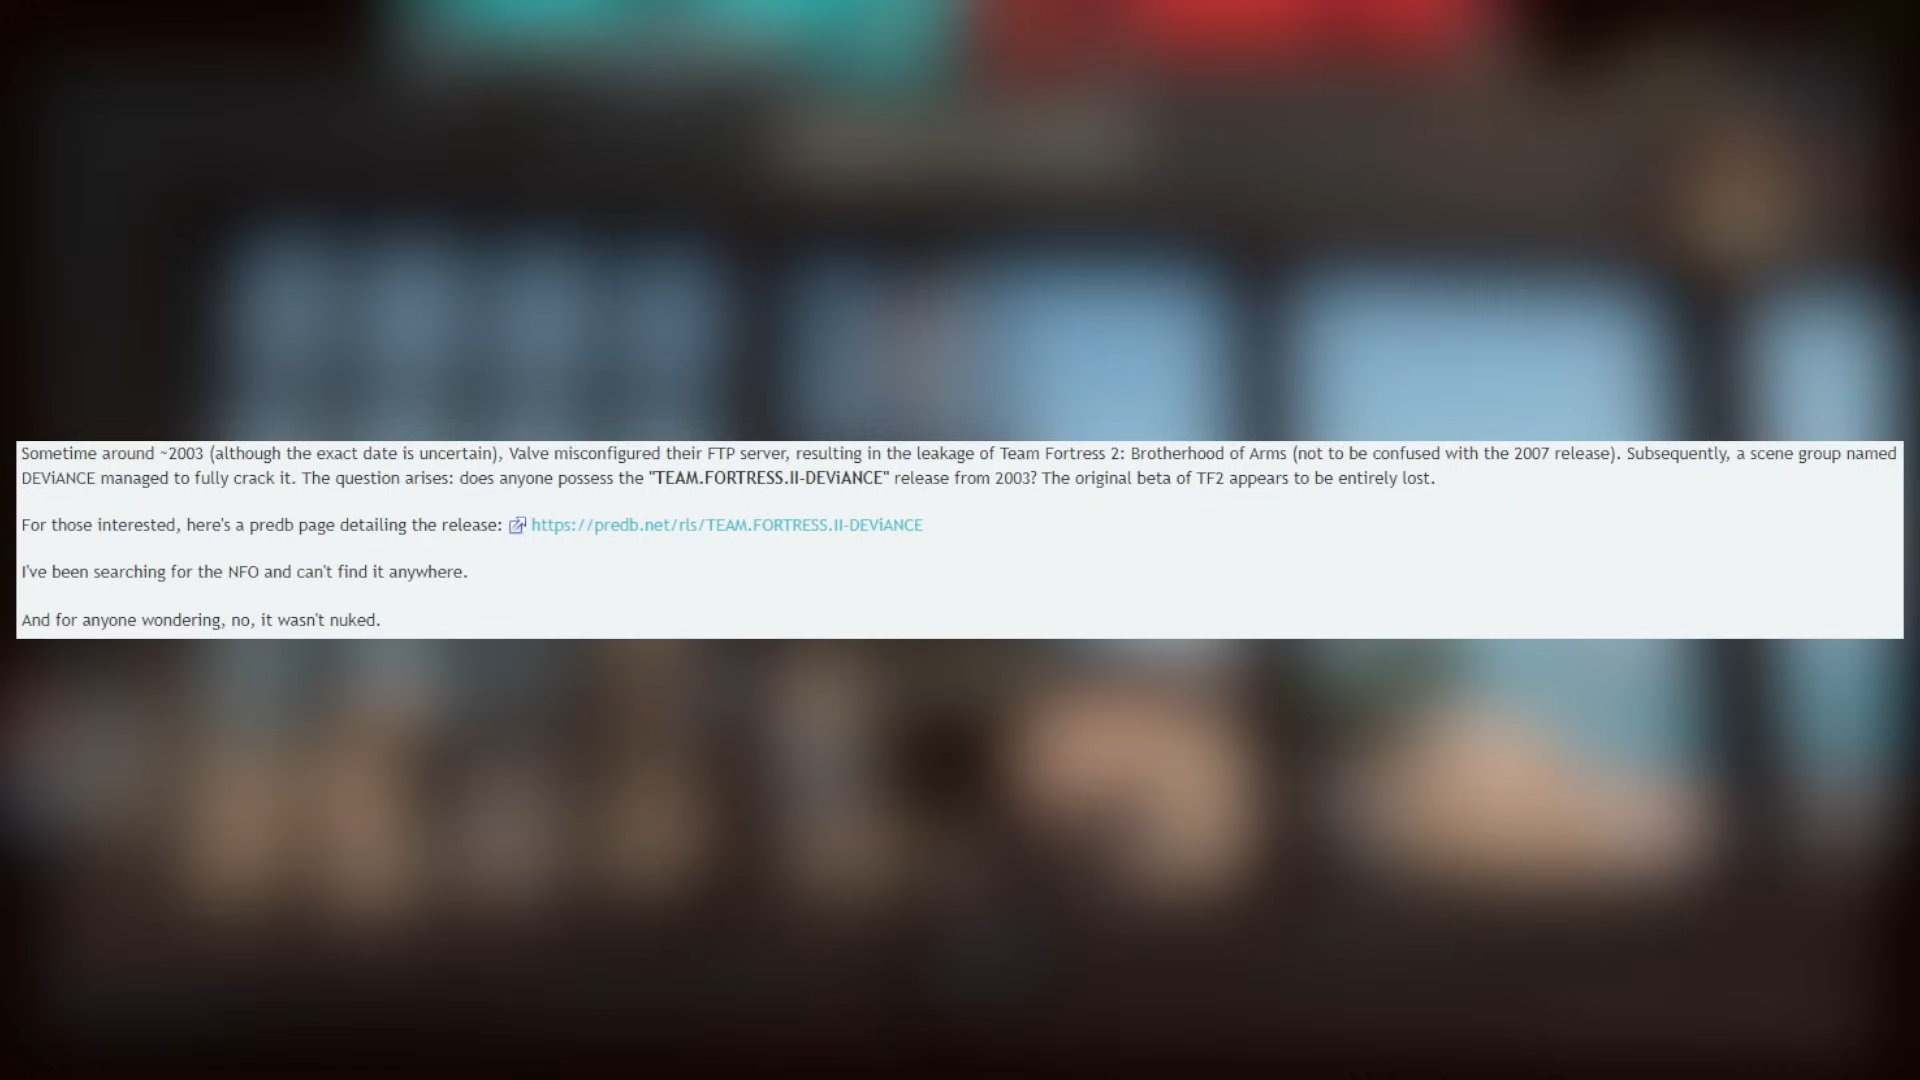 Sometime around ~2003 (although the exact date is uncertain), Valve misconfigured their FTP server, resulting in the leakage of Team Fortress 2: Brotherhood of Arms (not to be confused with the 2007 release). Subsequently, a scene group named
DEViANCE managed to fully crack it. The question arises: does anyone possess the "TEAM.FORTRESS.II-DEViANCE" release from 2003? The original beta of TF2 appears to be entirely lost.
For those interested, here's a predb page detailing the release: https://predb.net/rls/TEAM.FORTRESS.II-DEViANCE
I've been searching for the NFO and can't find it anywhere.
And for anyone wondering, no, it wasn't nuked.